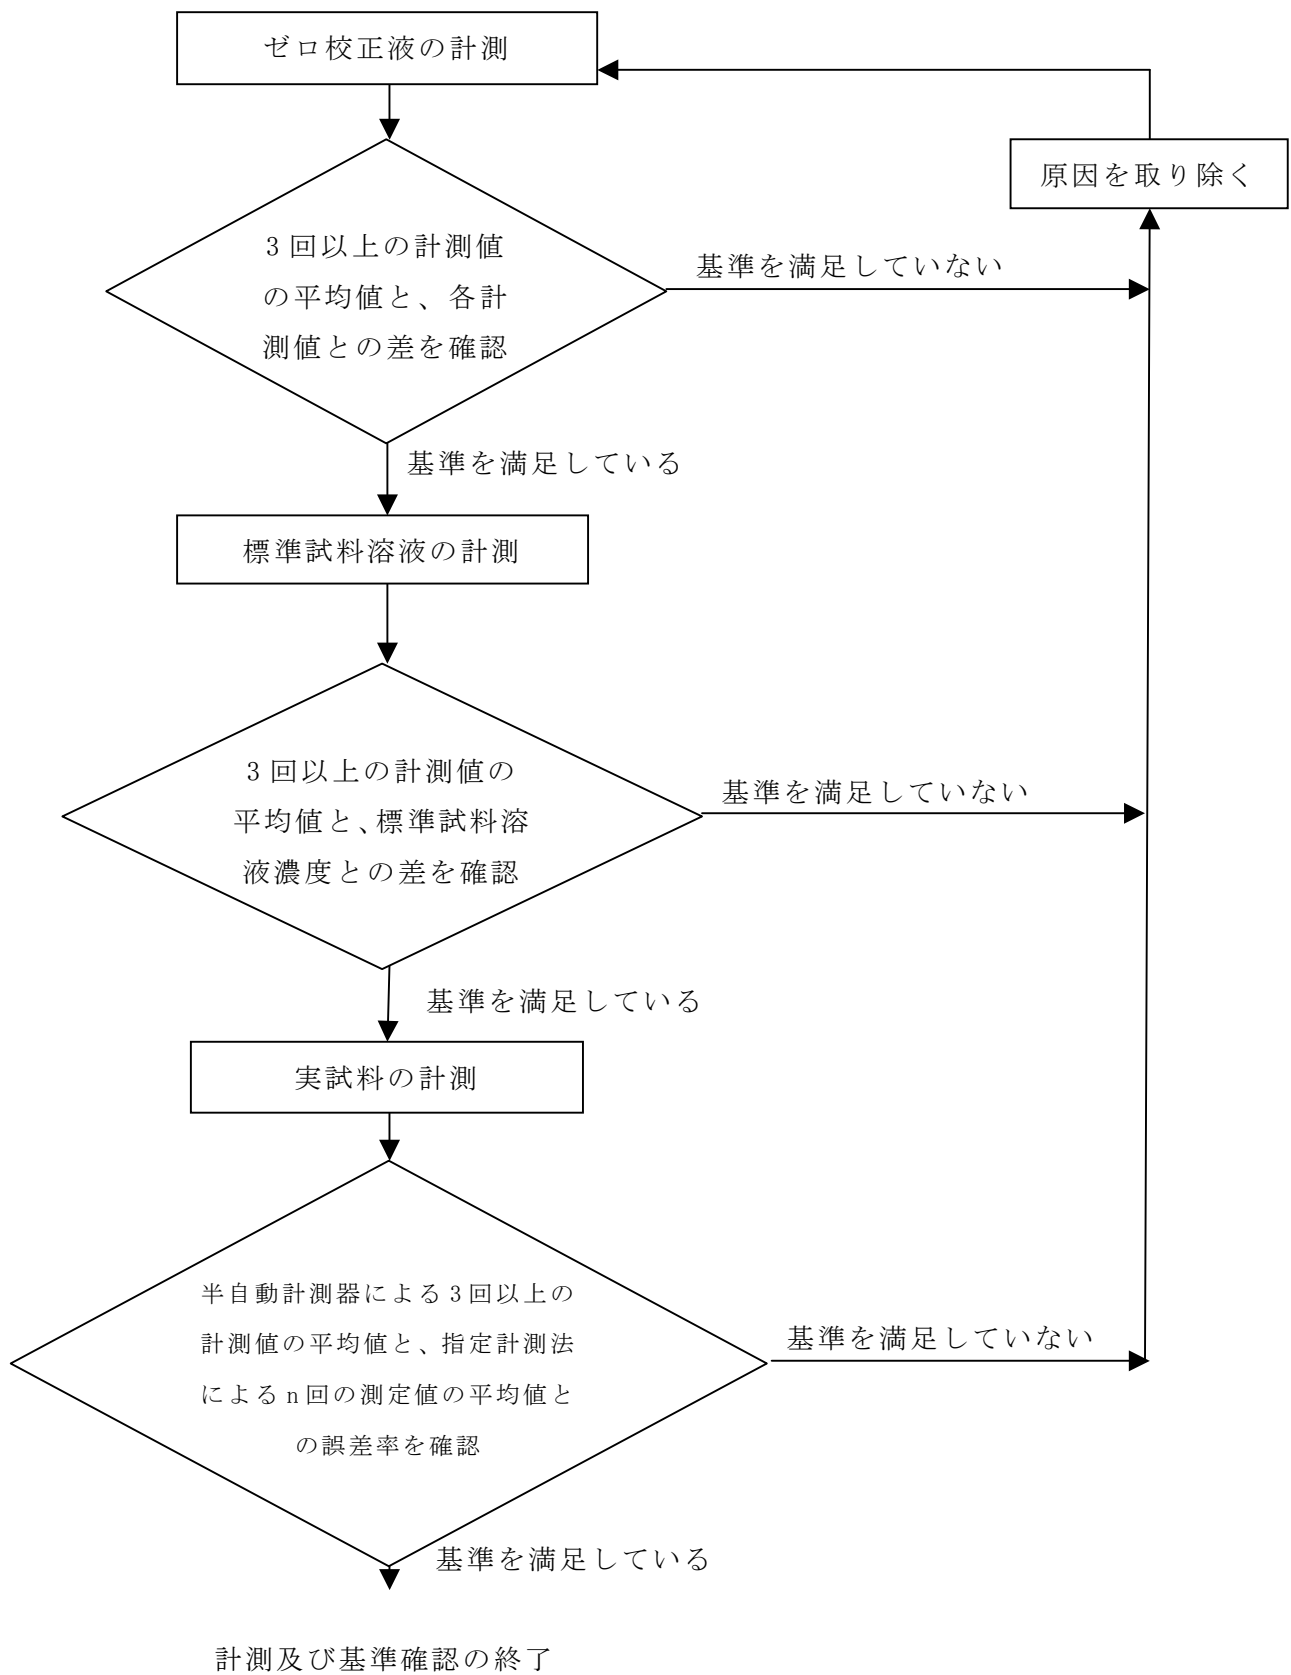 ゼロ校正液の計測
原因を取り除く
3回以上の計測値
の平均値と、各計
測値との差を確認
基準を満足していない
基準を満足している
標準試料溶液の計測
3回以上の計測値の
平均値と、標準試料溶
液濃度との差を確認
基準を満足していない
基準を満足している
実試料の計測
半自動計測器による3回以上の
計測値の平均値と、指定計測法
によるn回の測定値の平均値と
の誤差率を確認
基準を満足していない
基準を満足している
計測及び基準確認の終了